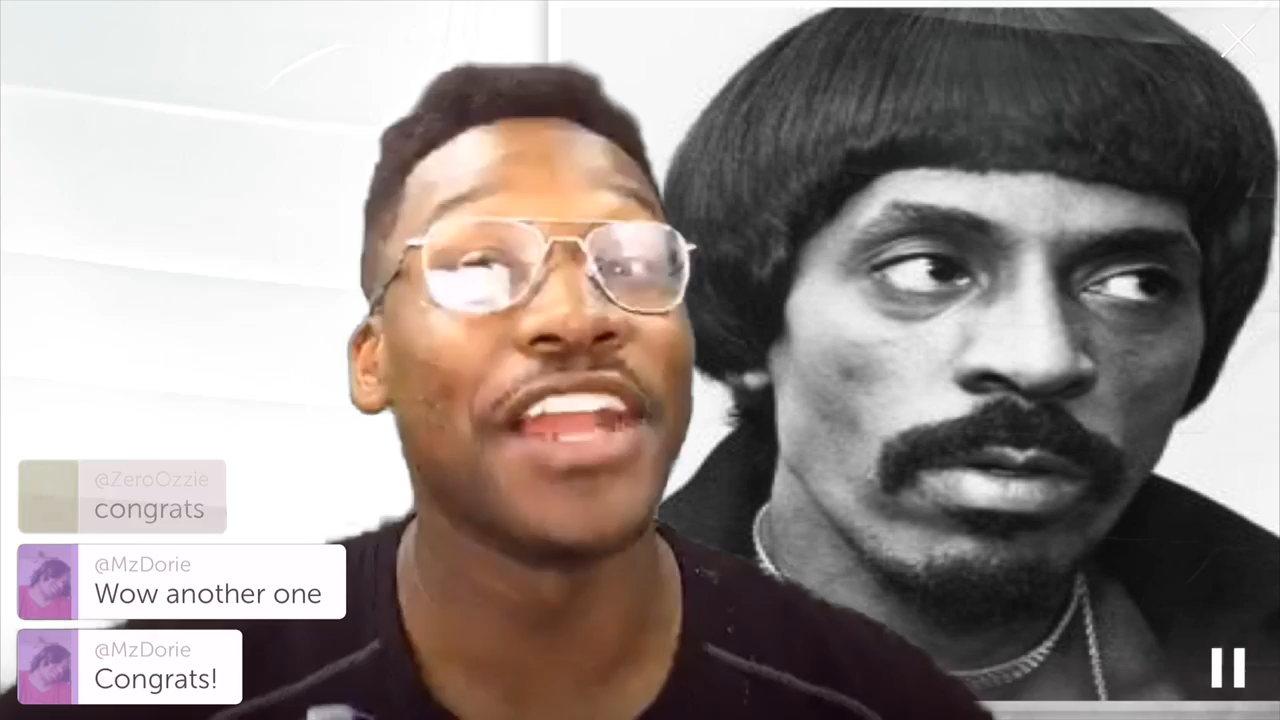 @ZeroOzzie
congrats
@MzDorie
Wow another one
@MzDorie
Congrats!